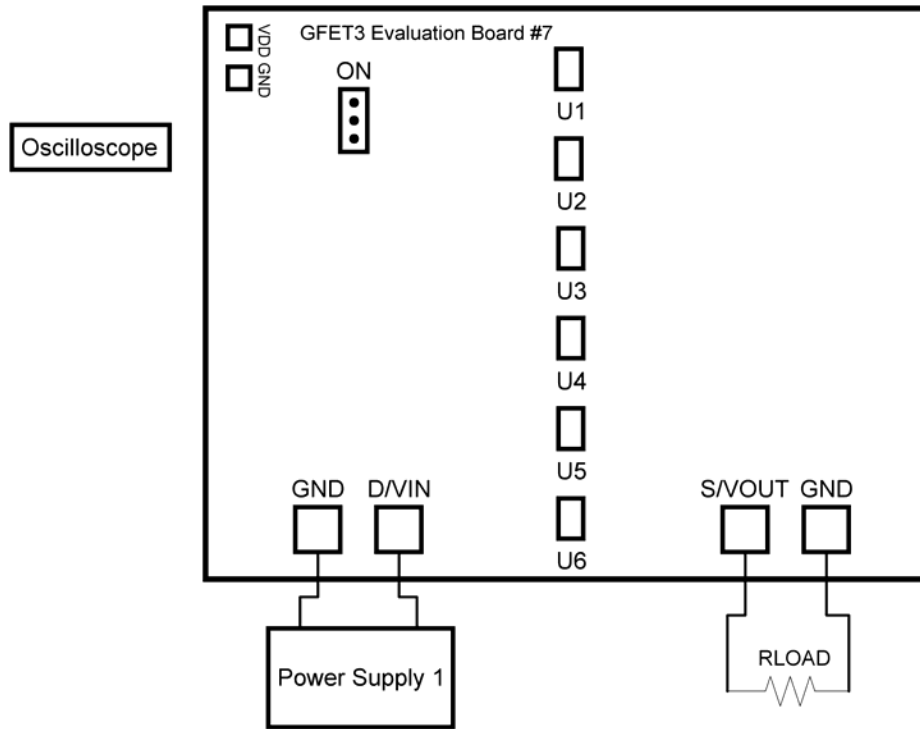 VDD
GND
GFET3 Evaluation Board #7
ON
Oscilloscope
U1
U2
U3
U4
U5
U6
GND D/VIN
S/VOUT GND
Power Supply 1
RLOAD